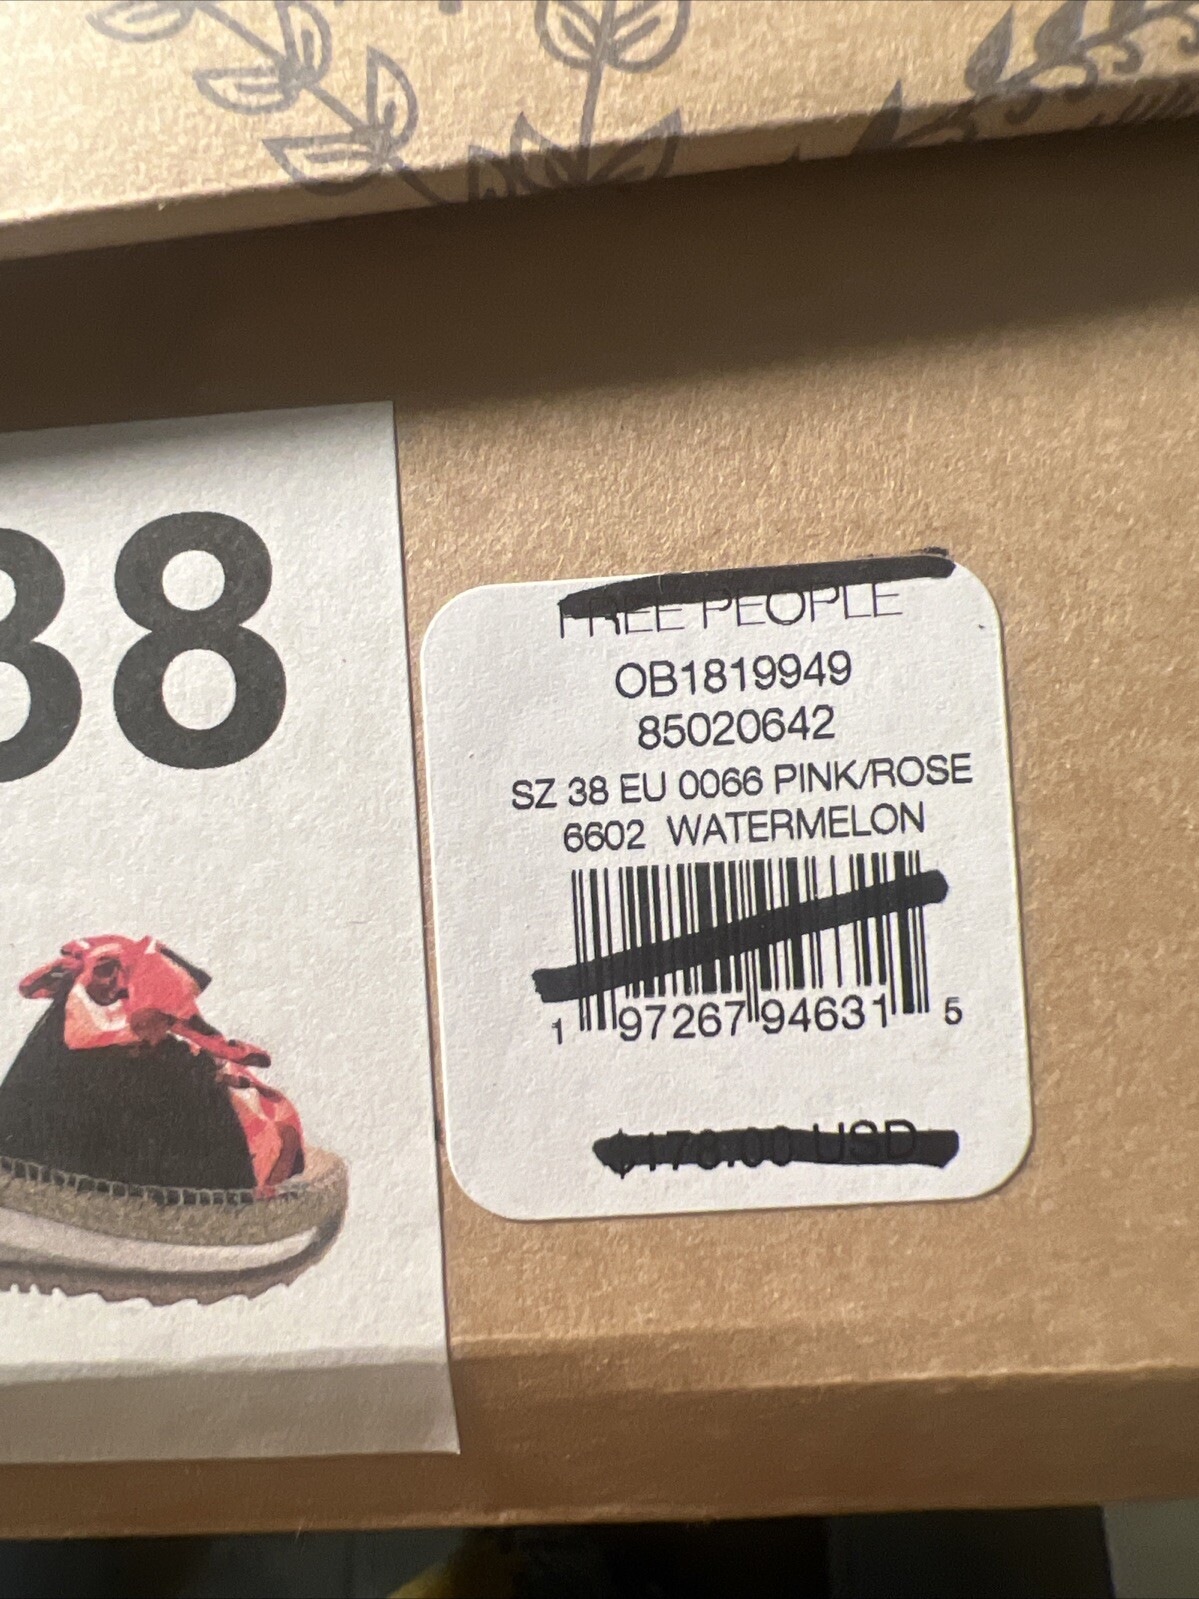 38
FREE PEOPLE
OB1819949
85020642
SZ 38 EU 0066 PINK/ROSE
6602 WATERMELON
1 97267 94631 5
$178.00 USD